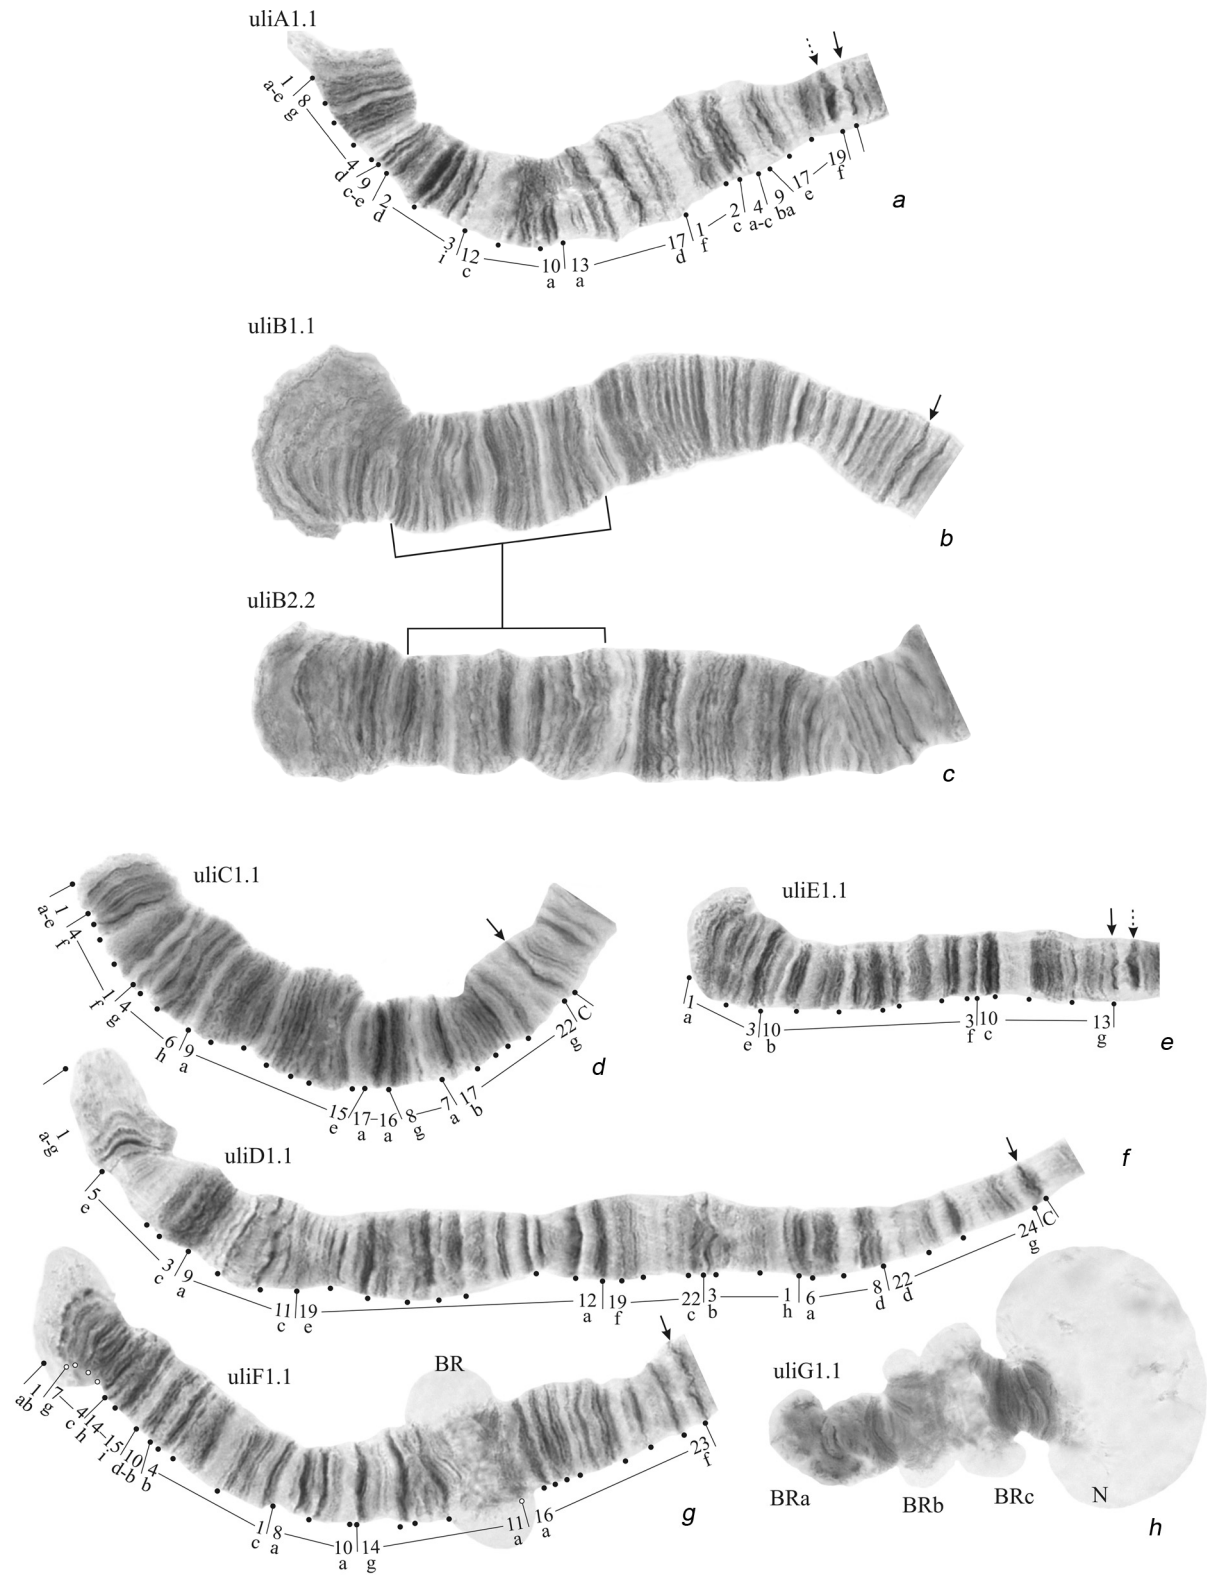 uliA1.1
1 8 4 9 2 3 12 10 13 17 1 2 4 9 17 19
a-e g d c-e d i c a a d f c a-c ba e f
a
uliB1.1
b
uliB2.2
c
uliC1.1
1 4 1 4 6 9 15 17-16 8 7 17 22 C
a-e f f g h a e a a g a b g
d
uliE1.1
1 3 10 3 10 13
a e b f c g
e
uliD1.1
1 5 3 9 11 19 12 19 22 3 1 6 8 22 24 C
a-g e c a c e a f c b h a d d g
f
uliF1.1
BR
1 7 4 14-15 10 4 1 8 10 14 11 16 23
ab g c h i d-b b c a a g a a f
g
uliG1.1
BRa
BRb
BRc
N
h